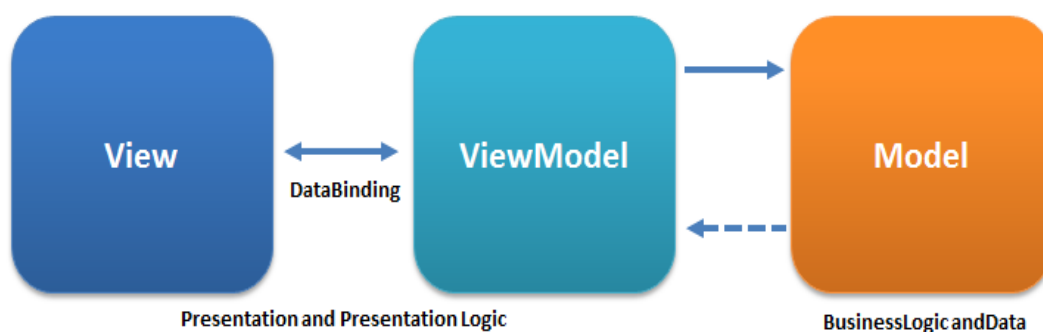 View
ViewModel
Model
DataBinding
Presentation and Presentation Logic
BusinessLogic andData